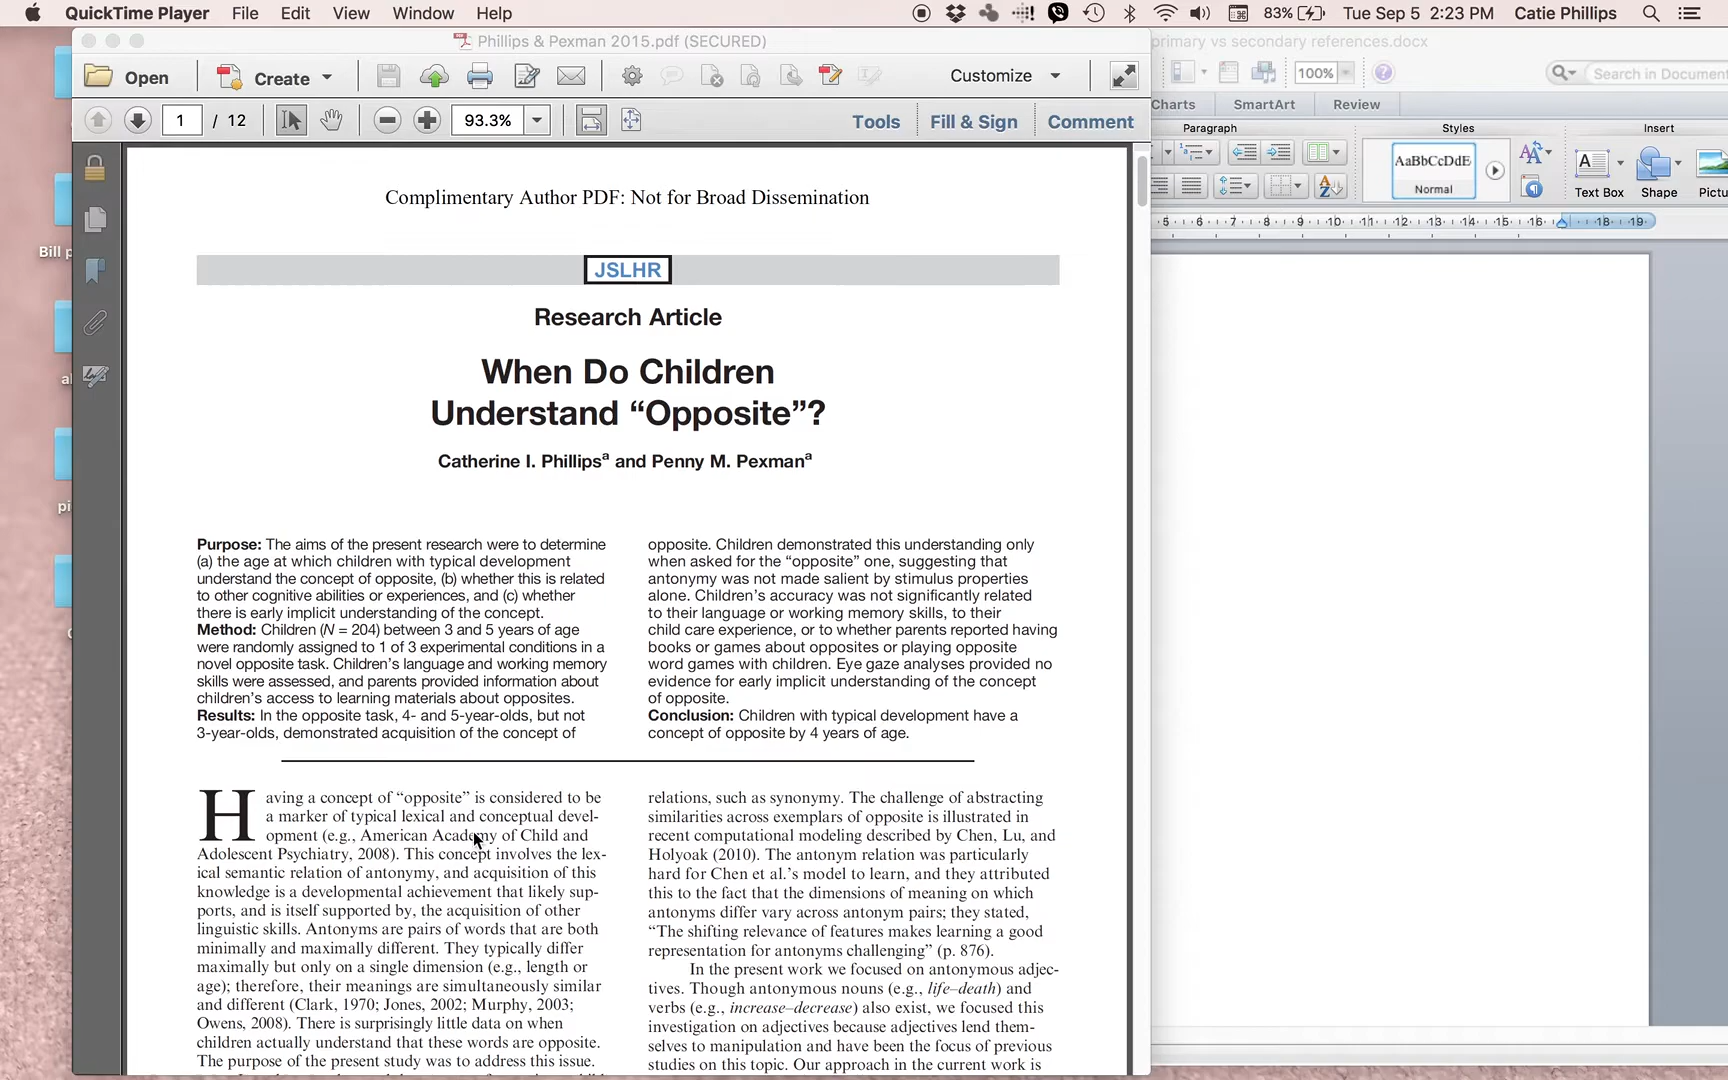 QuickTime Player File Edit View Window Help 83% Tue Sep 5 2:23 PM Catie Phillips
Phillips & Pexman 2015.pdf (SECURED)
primary vs secondary references.docx
Open Create Customize
100% Search in Document
1 / 12 93.3% Tools Fill & Sign Comment
Charts SmartArt Review
Paragraph Styles Insert
AaBbCcDdE
Normal
Text Box Shape Pictu
5 6 7 8 9 10 11 12 13 14 15 16 18 19
Bill p
al
pi
Complimentary Author PDF: Not for Broad Dissemination
JSLHR
Research Article
When Do Children
Understand “Opposite”?
Catherine I. Phillipsa and Penny M. Pexmana
Purpose: The aims of the present research were to determine
(a) the age at which children with typical development
understand the concept of opposite, (b) whether this is related
to other cognitive abilities or experiences, and (c) whether
there is early implicit understanding of the concept.
Method: Children (N = 204) between 3 and 5 years of age
were randomly assigned to 1 of 3 experimental conditions in a
novel opposite task. Children’s language and working memory
skills were assessed, and parents provided information about
children’s access to learning materials about opposites.
Results: In the opposite task, 4- and 5-year-olds, but not
3-year-olds, demonstrated acquisition of the concept of
opposite. Children demonstrated this understanding only
when asked for the “opposite” one, suggesting that
antonymy was not made salient by stimulus properties
alone. Children’s accuracy was not significantly related
to their language or working memory skills, to their
child care experience, or to whether parents reported having
books or games about opposites or playing opposite
word games with children. Eye gaze analyses provided no
evidence for early implicit understanding of the concept
of opposite.
Conclusion: Children with typical development have a
concept of opposite by 4 years of age.
Having a concept of “opposite” is considered to be
a marker of typical lexical and conceptual devel-
opment (e.g., American Academy of Child and
Adolescent Psychiatry, 2008). This concept involves the lex-
ical semantic relation of antonymy, and acquisition of this
knowledge is a developmental achievement that likely sup-
ports, and is itself supported by, the acquisition of other
linguistic skills. Antonyms are pairs of words that are both
minimally and maximally different. They typically differ
maximally but only on a single dimension (e.g., length or
age); therefore, their meanings are simultaneously similar
and different (Clark, 1970; Jones, 2002; Murphy, 2003;
Owens, 2008). There is surprisingly little data on when
children actually understand that these words are opposite.
The purpose of the present study was to address this issue.
relations, such as synonymy. The challenge of abstracting
similarities across exemplars of opposite is illustrated in
recent computational modeling described by Chen, Lu, and
Holyoak (2010). The antonym relation was particularly
hard for Chen et al.’s model to learn, and they attributed
this to the fact that the dimensions of meaning on which
antonyms differ vary across antonym pairs; they stated,
“The shifting relevance of features makes learning a good
representation for antonyms challenging” (p. 876).
In the present work we focused on antonymous adjec-
tives. Though antonymous nouns (e.g., life–death) and
verbs (e.g., increase–decrease) also exist, we focused this
investigation on adjectives because adjectives lend them-
selves to manipulation and have been the focus of previous
studies on this topic. Our approach in the current work is